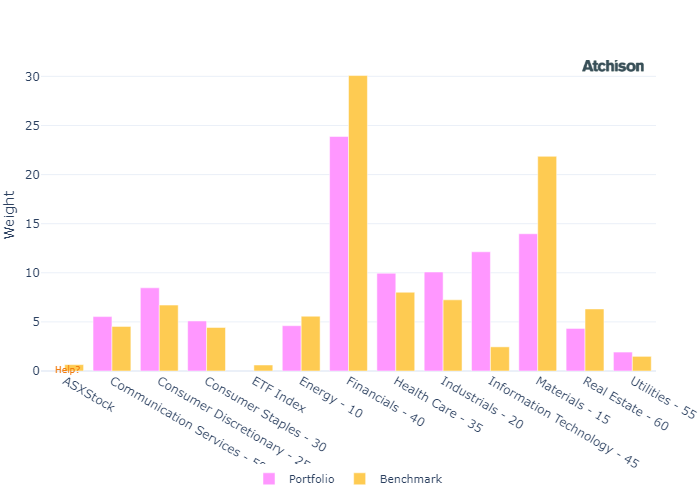 Atchison
30
25
20
15
10
5
0
Weight
Help?
ASXStock
Communication Services - 50
Consumer Discretionary - 25
Consumer Staples - 30
ETF Index
Energy - 10
Financials - 40
Health Care - 35
Industrials - 20
Information Technology - 45
Materials - 15
Real Estate - 60
Utilities - 55
Portfolio
Benchmark